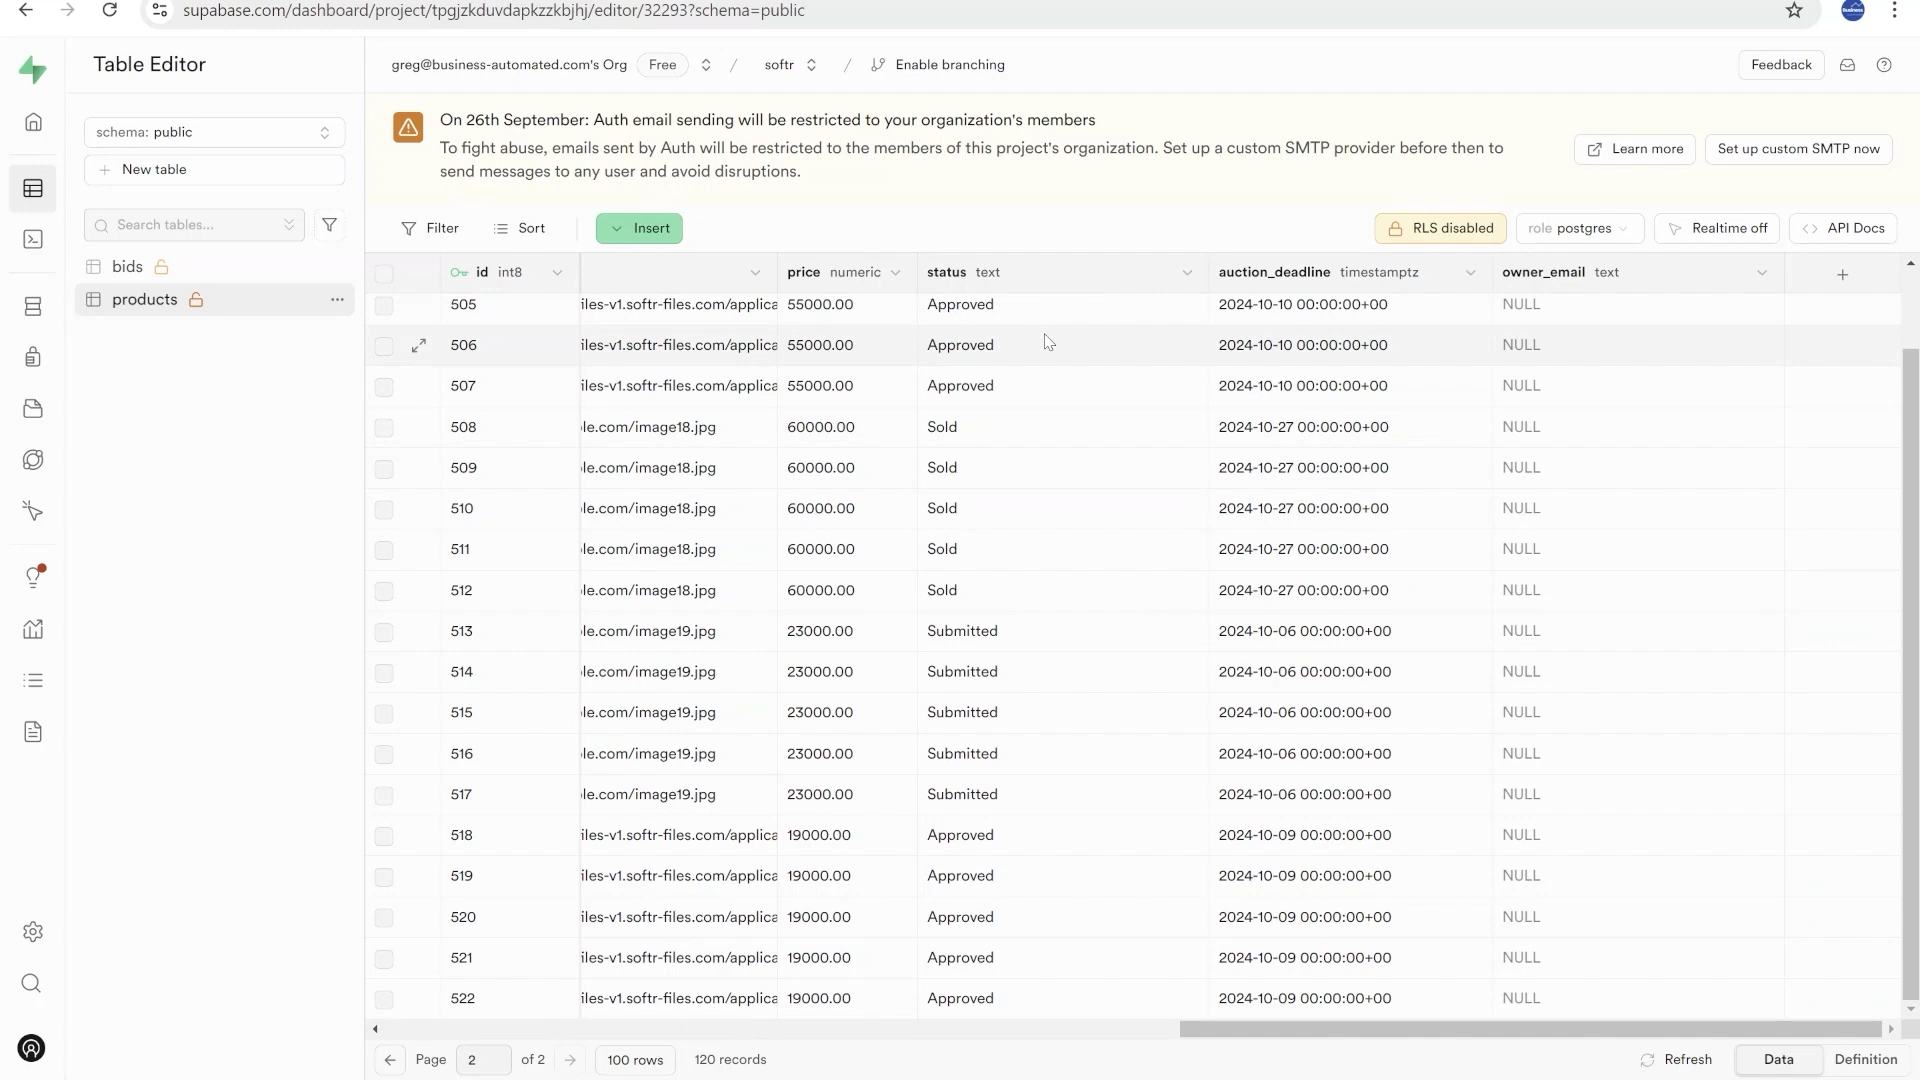 supabase.com/dashboard/project/tpgjzkduvdapkzzkbjhj/editor/32293?schema=public
Table Editor
greg@business-automated.com's Org Free / softr / Enable branching
Feedback
schema: public
New table
Search tables...
bids
products
On 26th September: Auth email sending will be restricted to your organization's members
To fight abuse, emails sent by Auth will be restricted to the members of this project's organization. Set up a custom SMTP provider before then to
send messages to any user and avoid disruptions.
Learn more
Set up custom SMTP now
Filter Sort Insert RLS disabled role postgres Realtime off API Docs
id int8 price numeric status text auction_deadline timestamptz owner_email text
505 iles-v1.softr-files.com/applica 55000.00 Approved 2024-10-10 00:00:00+00 NULL
506 iles-v1.softr-files.com/applica 55000.00 Approved 2024-10-10 00:00:00+00 NULL
507 iles-v1.softr-files.com/applica 55000.00 Approved 2024-10-10 00:00:00+00 NULL
508 le.com/image18.jpg 60000.00 Sold 2024-10-27 00:00:00+00 NULL
509 le.com/image18.jpg 60000.00 Sold 2024-10-27 00:00:00+00 NULL
510 le.com/image18.jpg 60000.00 Sold 2024-10-27 00:00:00+00 NULL
511 le.com/image18.jpg 60000.00 Sold 2024-10-27 00:00:00+00 NULL
512 le.com/image18.jpg 60000.00 Sold 2024-10-27 00:00:00+00 NULL
513 le.com/image19.jpg 23000.00 Submitted 2024-10-06 00:00:00+00 NULL
514 le.com/image19.jpg 23000.00 Submitted 2024-10-06 00:00:00+00 NULL
515 le.com/image19.jpg 23000.00 Submitted 2024-10-06 00:00:00+00 NULL
516 le.com/image19.jpg 23000.00 Submitted 2024-10-06 00:00:00+00 NULL
517 le.com/image19.jpg 23000.00 Submitted 2024-10-06 00:00:00+00 NULL
518 iles-v1.softr-files.com/applica 19000.00 Approved 2024-10-09 00:00:00+00 NULL
519 iles-v1.softr-files.com/applica 19000.00 Approved 2024-10-09 00:00:00+00 NULL
520 iles-v1.softr-files.com/applica 19000.00 Approved 2024-10-09 00:00:00+00 NULL
521 iles-v1.softr-files.com/applica 19000.00 Approved 2024-10-09 00:00:00+00 NULL
522 iles-v1.softr-files.com/applica 19000.00 Approved 2024-10-09 00:00:00+00 NULL
Page 2 of 2 100 rows 120 records Refresh Data Definition